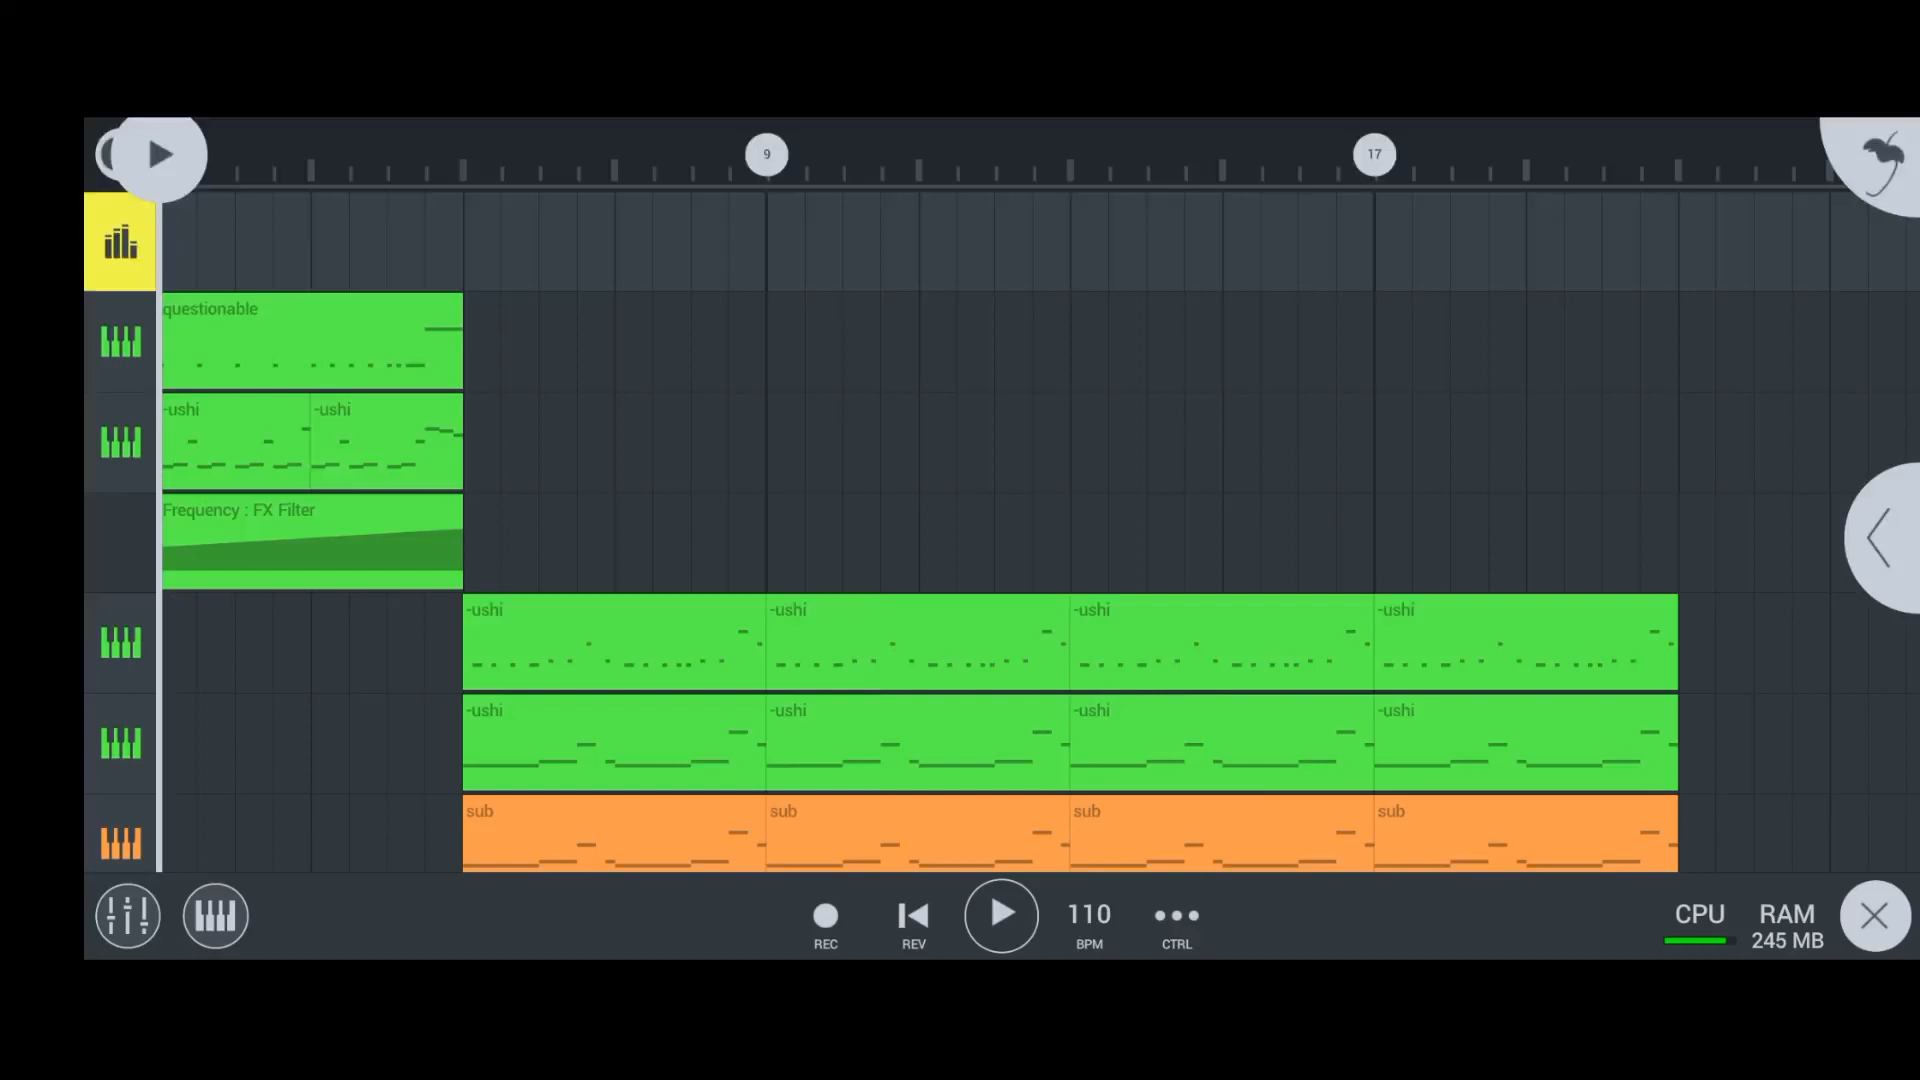 9
17
questionable
-ushi -ushi
Frequency : FX Filter
-ushi -ushi -ushi -ushi
-ushi -ushi -ushi -ushi
sub sub sub sub
REC
REV
110
BPM
CTRL
CPU
RAM
245 MB